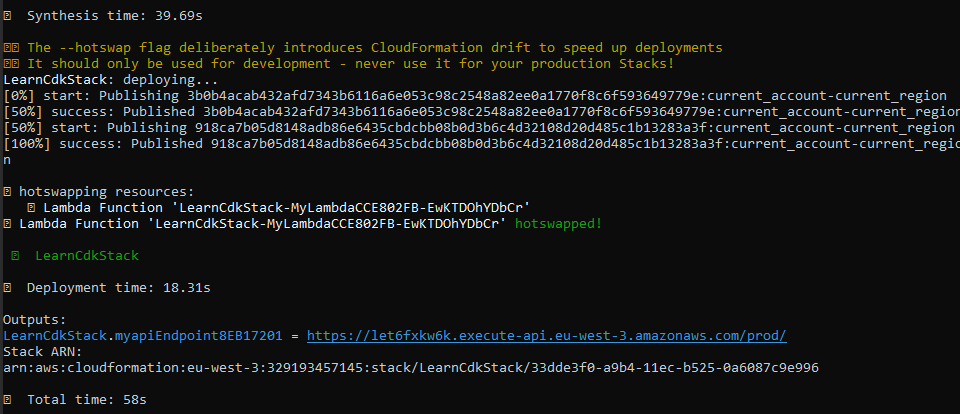 Synthesis time: 39.69s
The --hotswap flag deliberately introduces CloudFormation drift to speed up deployments
It should only be used for development - never use it for your production Stacks!
LearnCdkStack: deploying...
[0%] start: Publishing 3b0b4acab432afd7343b6116a6e053c98c2548a82ee0a1770f8c6f593649779e:current_account-current_region
[50%] success: Published 3b0b4acab432afd7343b6116a6e053c98c2548a82ee0a1770f8c6f593649779e:current_account-current_region
[50%] start: Publishing 918ca7b05d8148adb86e6435cbdcbb08b0d3b6c4d32108d20d485c1b13283a3f:current_account-current_region
[100%] success: Published 918ca7b05d8148adb86e6435cbdcbb08b0d3b6c4d32108d20d485c1b13283a3f:current_account-current_regio
n
hotswapping resources:
Lambda Function 'LearnCdkStack-MyLambdaCCE802FB-EwKTDOhYDbCr'
Lambda Function 'LearnCdkStack-MyLambdaCCE802FB-EwKTDOhYDbCr' hotswapped!
LearnCdkStack
Deployment time: 18.31s
Outputs:
LearnCdkStack.myapiEndpoint8EB17201 = https://let6fxkw6k.execute-api.eu-west-3.amazonaws.com/prod/
Stack ARN:
arn:aws:cloudformation:eu-west-3:329193457145:stack/LearnCdkStack/33dde3f0-a9b4-11ec-b525-0a6087c9e996
Total time: 58s